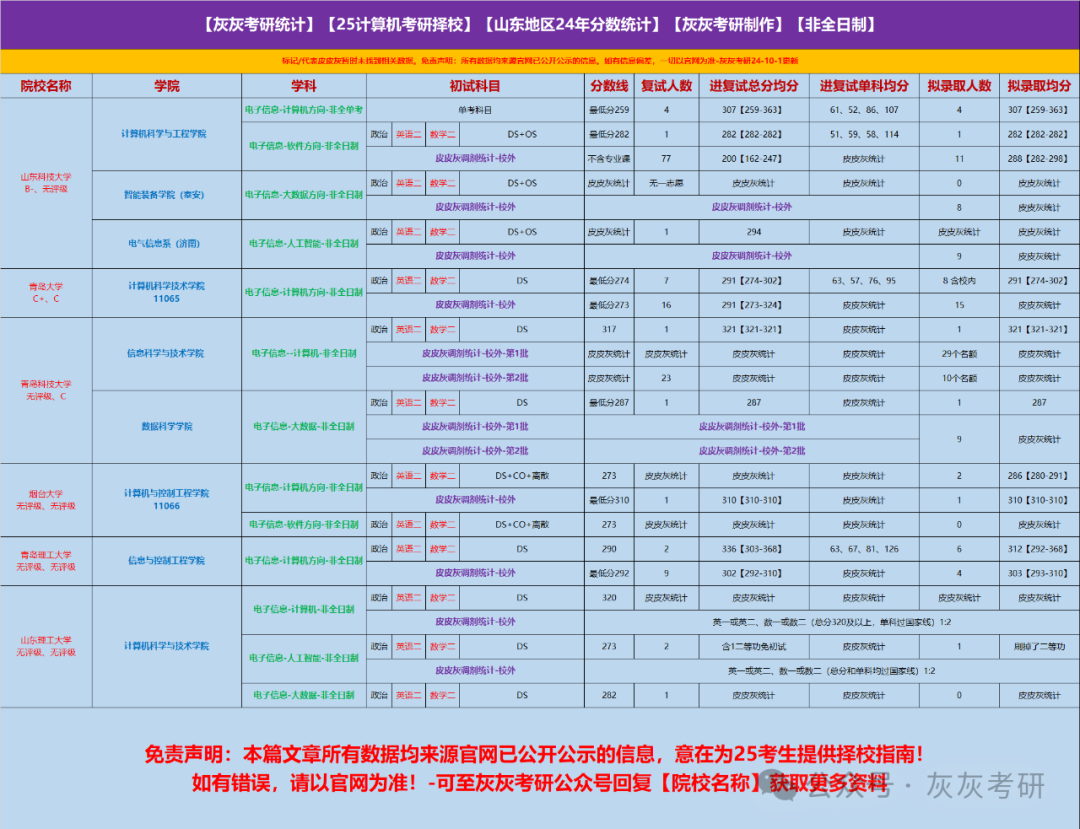 【灰灰考研统计】【25计算机考研择校】【山东地区24年分数统计】【灰灰考研制作】【非全日制】
标记/代表皮皮灰暂时未找到相关数据。免责声明：所有数据均来源官网已公开公示的信息。如有信息偏差，一切以官网为准-灰灰考研24-10-1更新
院校名称 学院 学科 初试科目 分数线 复试人数 进复试总分均分 进复试单科均分 拟录取人数 拟录取均分
山东科技大学
B-、无评级
计算机科学与工程学院
电子信息-计算机方向-非全单考 单考科目 最低分259 4 307【259-363】 61、52、86、107 4 307【259-363】
电子信息-软件方向-非全日制 政治 英语二 数学二 DS+OS 最低分282 1 282【282-282】 51、59、58、114 1 282【282-282】
皮皮灰调剂统计-校外 不含专业课 77 200【162-247】 皮皮灰统计 11 288【282-298】
智能装备学院（泰安） 电子信息-大数据方向-非全日制 政治 英语二 数学二 DS+OS 皮皮灰统计 无一志愿 皮皮灰统计 皮皮灰统计 0 皮皮灰统计
皮皮灰调剂统计-校外 皮皮灰调剂统计-校外 8 皮皮灰统计
电气信息系（济南） 电子信息-人工智能-非全日制 政治 英语二 数学二 DS+OS 皮皮灰统计 1 294 皮皮灰统计 皮皮灰统计 皮皮灰统计
皮皮灰调剂统计-校外 皮皮灰调剂统计-校外 9 皮皮灰统计
青岛大学
C+、C
计算机科学技术学院
11065
电子信息-计算机方向-非全日制 政治 英语二 数学二 DS 最低分274 7 291【274-302】 63、57、76、95 8 含校内 291【274-302】
皮皮灰调剂统计-校外 最低分273 16 291【273-324】 皮皮灰统计 15 皮皮灰统计
青岛科技大学
无评级、C
信息科学与技术学院 电子信息--计算机-非全日制 政治 英语二 数学二 DS 317 1 321【321-321】 皮皮灰统计 1 321【321-321】
皮皮灰调剂统计-校外-第1批 皮皮灰统计 皮皮灰统计 皮皮灰统计 皮皮灰统计 29个名额 皮皮灰统计
皮皮灰调剂统计-校外-第2批 皮皮灰统计 23 皮皮灰统计 皮皮灰统计 10个名额 皮皮灰统计
数据科学学院 电子信息-大数据-非全日制 政治 英语二 数学二 DS 最低分287 1 287 皮皮灰统计 1 287
皮皮灰调剂统计-校外-第1批 皮皮灰调剂统计-校外-第1批 9 皮皮灰统计
皮皮灰调剂统计-校外-第2批 皮皮灰调剂统计-校外-第2批
烟台大学
无评级、无评级
计算机与控制工程学院
11066
电子信息-计算机方向-非全日制 政治 英语二 数学二 DS+CO+离散 273 皮皮灰统计 皮皮灰统计 皮皮灰统计 2 286【280-291】
皮皮灰调剂统计-校外 最低分310 1 310【310-310】 皮皮灰统计 1 310【310-310】
电子信息-软件方向-非全日制 政治 英语二 数学二 DS+CO+离散 273 皮皮灰统计 皮皮灰统计 皮皮灰统计 0 皮皮灰统计
青岛理工大学
无评级、无评级
信息与控制工程学院 电子信息-计算机方向-非全日制 政治 英语二 数学二 DS 290 2 336【303-368】 63、67、81、126 6 312【292-368】
皮皮灰调剂统计-校外 最低分292 9 302【292-310】 皮皮灰统计 4 303【293-310】
山东理工大学
无评级、无评级
计算机科学与技术学院
电子信息-计算机-非全日制 政治 英语二 数学二 DS 320 皮皮灰统计 皮皮灰统计 皮皮灰统计 皮皮灰统计 皮皮灰统计
皮皮灰调剂统计-校外 英一或英二、数一或数二（总分320及以上，单科过国家线）1:2
电子信息-人工智能-非全日制 政治 英语二 数学二 DS 273 2 含1二等功免初试 皮皮灰统计 1 刷掉了二等功
皮皮灰调剂统计-校外 英一或英二、数一或数二（总分和单科均过国家线）1:2
电子信息-大数据-非全日制 政治 英语二 数学二 DS 282 1 皮皮灰统计 皮皮灰统计 0 皮皮灰统计
免责声明：本篇文章所有数据均来源官网已公开公示的信息，意在为25考生提供择校指南！
如有错误，请以官网为准！-可至灰灰考研公众号回复【院校名称】获取更多资料
公众号 · 灰灰考研